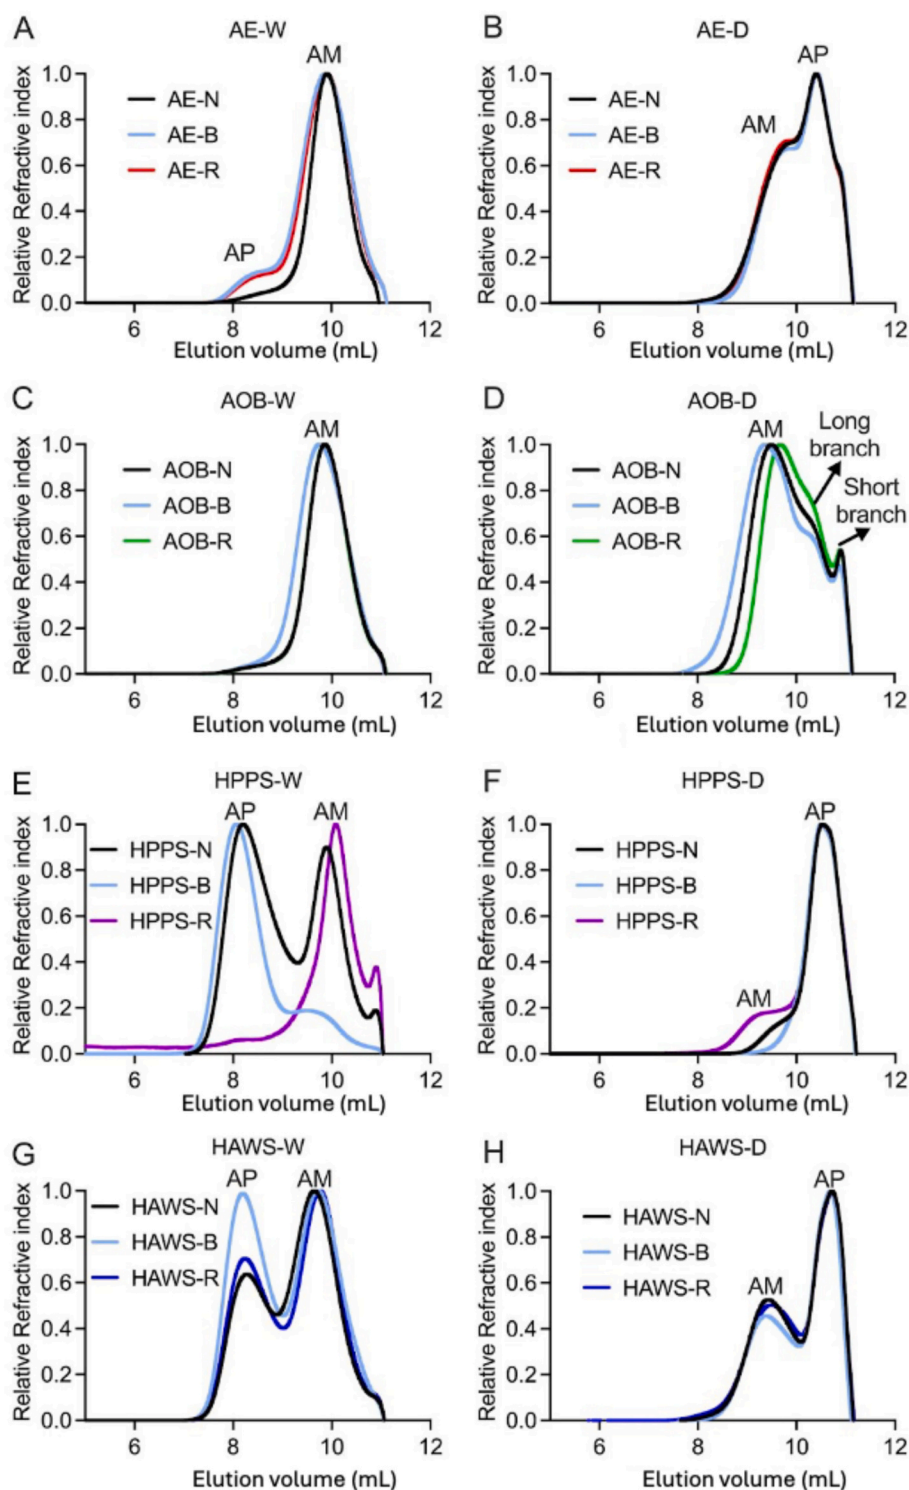 A
AE-W
AM
Relative Refractive index
1.0
0.8
0.6
0.4
0.2
0.0
AE-N
AE-B
AE-R
AP
6
8
10
12
Elution volume (mL)
B
AE-D
AP
AM
Relative Refractive index
1.0
0.8
0.6
0.4
0.2
0.0
AE-N
AE-B
AE-R
6
8
10
12
Elution volume (mL)
C
AOB-W
AM
Relative Refractive index
1.0
0.8
0.6
0.4
0.2
0.0
AOB-N
AOB-B
AOB-R
6
8
10
12
Elution volume (mL)
D
AOB-D
AM
Long
branch
Short
branch
Relative Refractive index
1.0
0.8
0.6
0.4
0.2
0.0
AOB-N
AOB-B
AOB-R
6
8
10
12
Elution volume (mL)
E
HPPS-W
AP
AM
Relative Refractive index
1.0
0.8
0.6
0.4
0.2
0.0
HPPS-N
HPPS-B
HPPS-R
6
8
10
12
Elution volume (mL)
F
HPPS-D
AP
Relative Refractive index
1.0
0.8
0.6
0.4
0.2
0.0
HPPS-N
HPPS-B
HPPS-R
AM
6
8
10
12
Elution volume (mL)
G
HAWS-W
AP
AM
Relative Refractive index
1.0
0.8
0.6
0.4
0.2
0.0
HAWS-N
HAWS-B
HAWS-R
6
8
10
12
Elution volume (mL)
H
HAWS-D
AP
Relative Refractive index
1.0
0.8
0.6
0.4
0.2
0.0
HAWS-N
HAWS-B
HAWS-R
AM
6
8
10
12
Elution volume (mL)